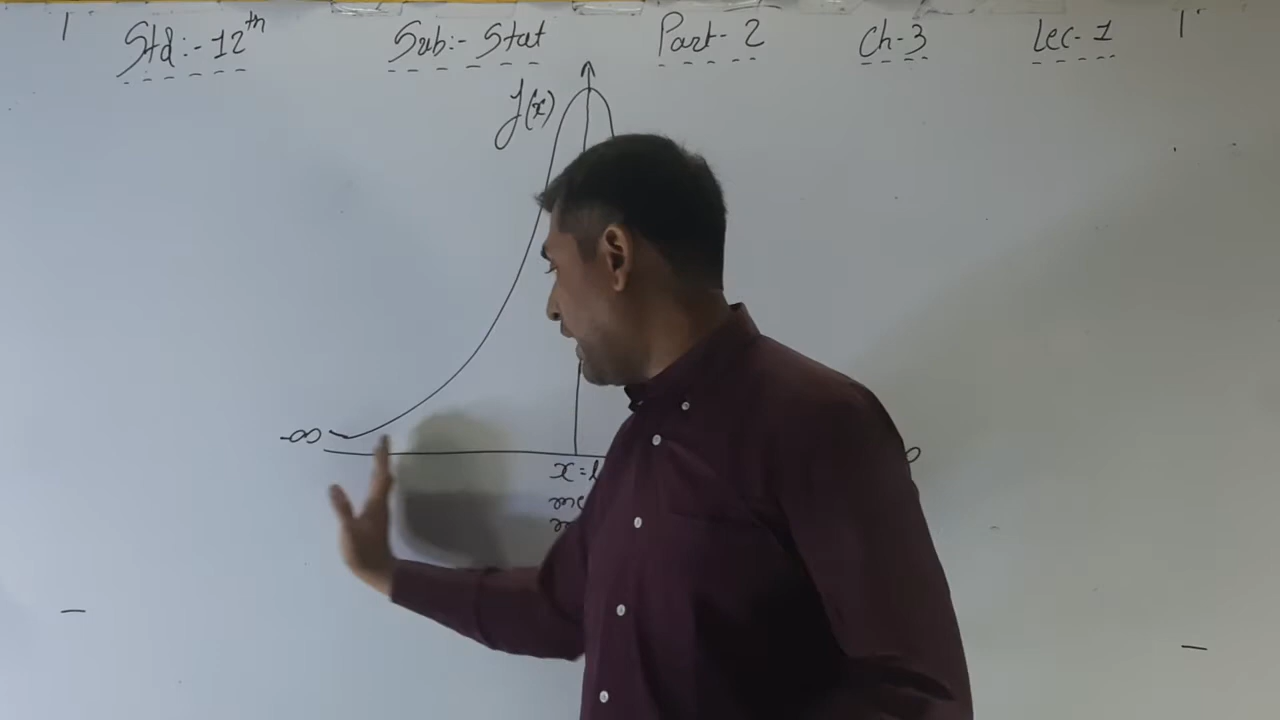 Std:- 12th Sub:- Stat Part- 2 Ch-3 Lec- 1
f(x)
-∞
x =